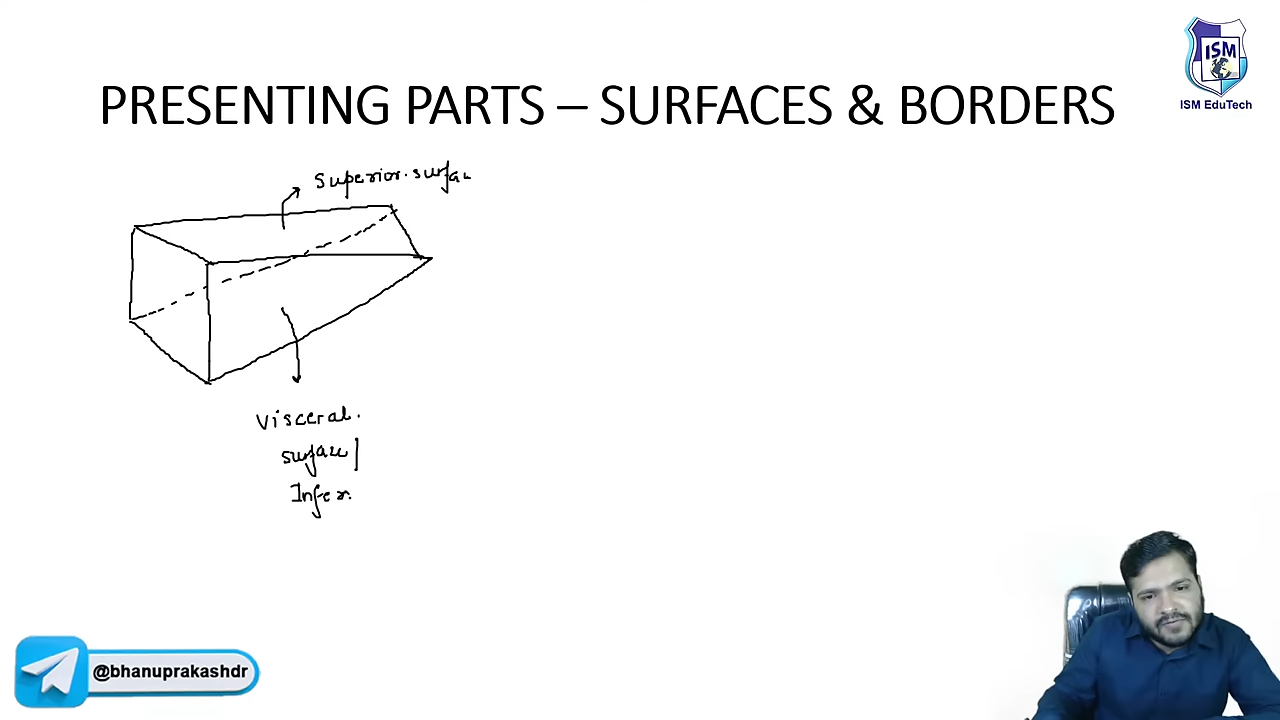 ISM
ISM EduTech
PRESENTING PARTS – SURFACES & BORDERS
Superior.surfac
Visceral.
surface/
Infer.
@bhanuprakashdr